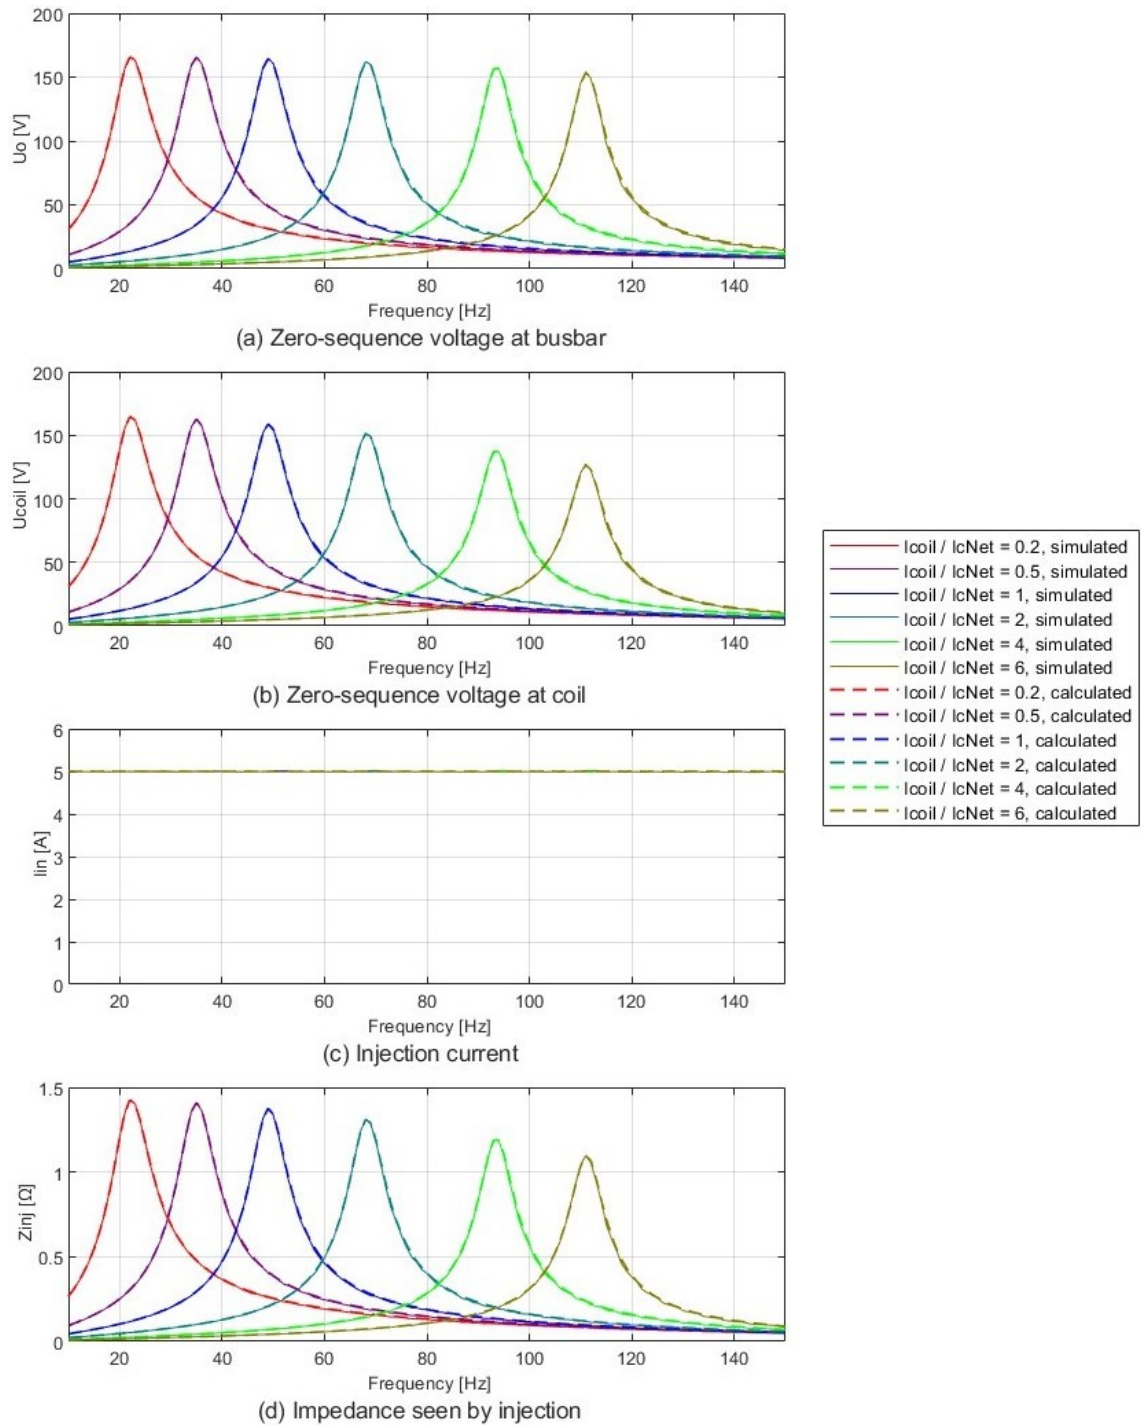 200
150
100
50
0
Uo [V]
20 40 60 80 100 120 140
Frequency [Hz]
(a) Zero-sequence voltage at busbar
200
150
100
50
0
Ucoil [V]
20 40 60 80 100 120 140
Frequency [Hz]
(b) Zero-sequence voltage at coil
Icoil / IcNet = 0.2, simulated
Icoil / IcNet = 0.5, simulated
Icoil / IcNet = 1, simulated
Icoil / IcNet = 2, simulated
Icoil / IcNet = 4, simulated
Icoil / IcNet = 6, simulated
Icoil / IcNet = 0.2, calculated
Icoil / IcNet = 0.5, calculated
Icoil / IcNet = 1, calculated
Icoil / IcNet = 2, calculated
Icoil / IcNet = 4, calculated
Icoil / IcNet = 6, calculated
6
5
4
3
2
1
0
Iin [A]
20 40 60 80 100 120 140
Frequency [Hz]
(c) Injection current
1.5
1
0.5
0
Zinj [Ω]
20 40 60 80 100 120 140
Frequency [Hz]
(d) Impedance seen by injection